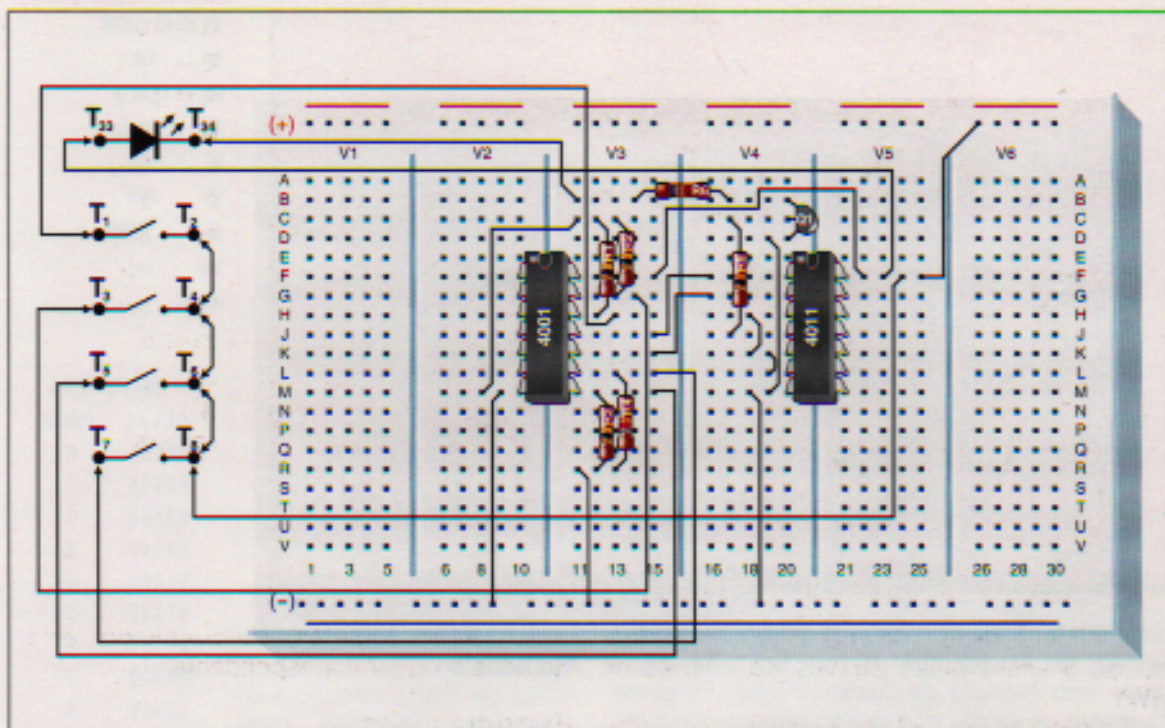 T33 T34
(+)
V1 V2 V3 V4 V5 V6
A A
B B
C C
D D
E E
F F
G G
H H
J J
K K
L L
M M
N N
P P
Q Q
R R
S S
T T
U U
V V
T1 T2
T3 T4
T5 T6
T7 T8
4001
4011
1 3 5 6 8 10 11 13 15 16 18 20 21 23 25 26 28 30
(−)